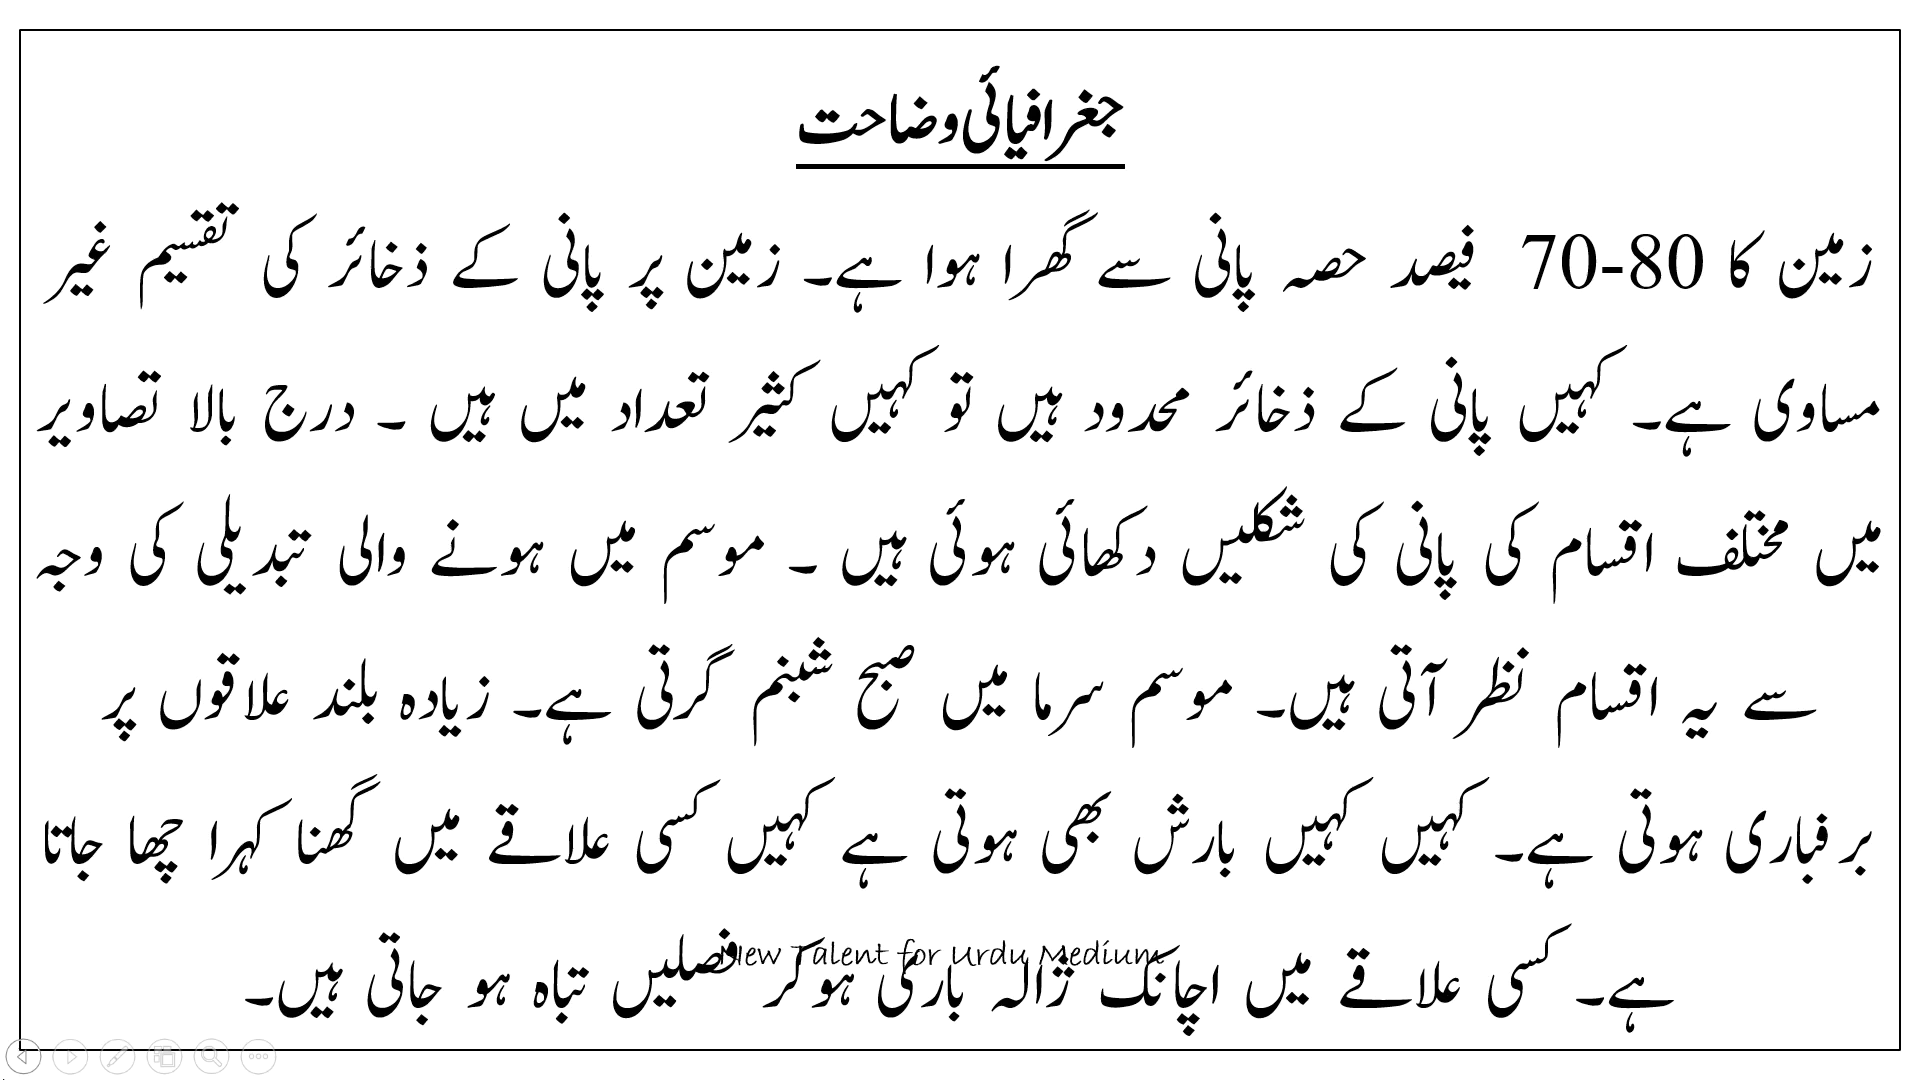 جغرافیائی وضاحت
زمین کا 80-70 فیصد حصہ پانی سے گھرا ہوا ہے۔ زمین پر پانی کے ذخائر کی تقسیم غیر
مساوی ہے۔ کہیں پانی کے ذخائر محدود ہیں تو کہیں کثیر تعداد میں ہیں ۔ درج بالا تصاویر
میں مختلف اقسام کی پانی کی شکلیں دکھائی ہوئی ہیں ۔ موسم میں ہونے والی تبدیلی کی وجہ
سے یہ اقسام نظر آتی ہیں۔ موسم سرما میں صبح شبنم گرتی ہے۔ زیادہ بلند علاقوں پر
برفباری ہوتی ہے۔ کہیں کہیں بارش بھی ہوتی ہے کہیں کسی علاقے میں گھنا کہرا چھا جاتا
ہے۔ کسی علاقے میں اچانک ژالہ باری ہوکر فصلیں تباہ ہو جاتی ہیں۔
New Talent for Urdu Medium